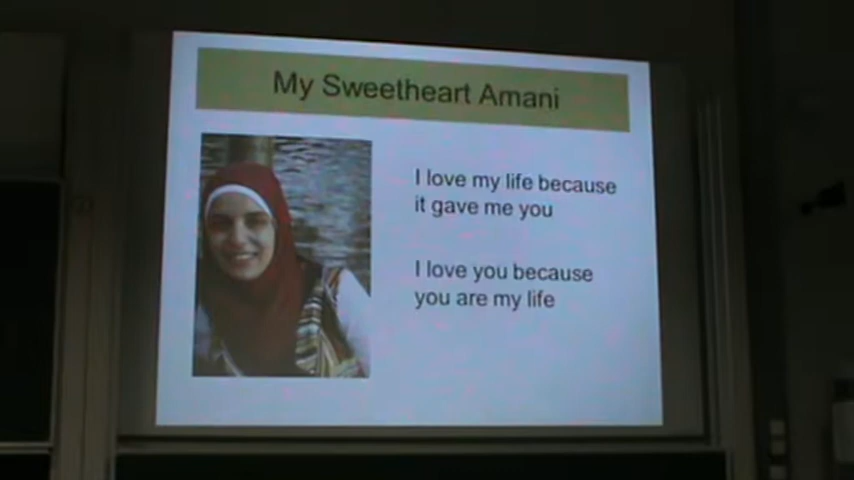 My Sweetheart Amani
I love my life because
it gave me you
I love you because
you are my life